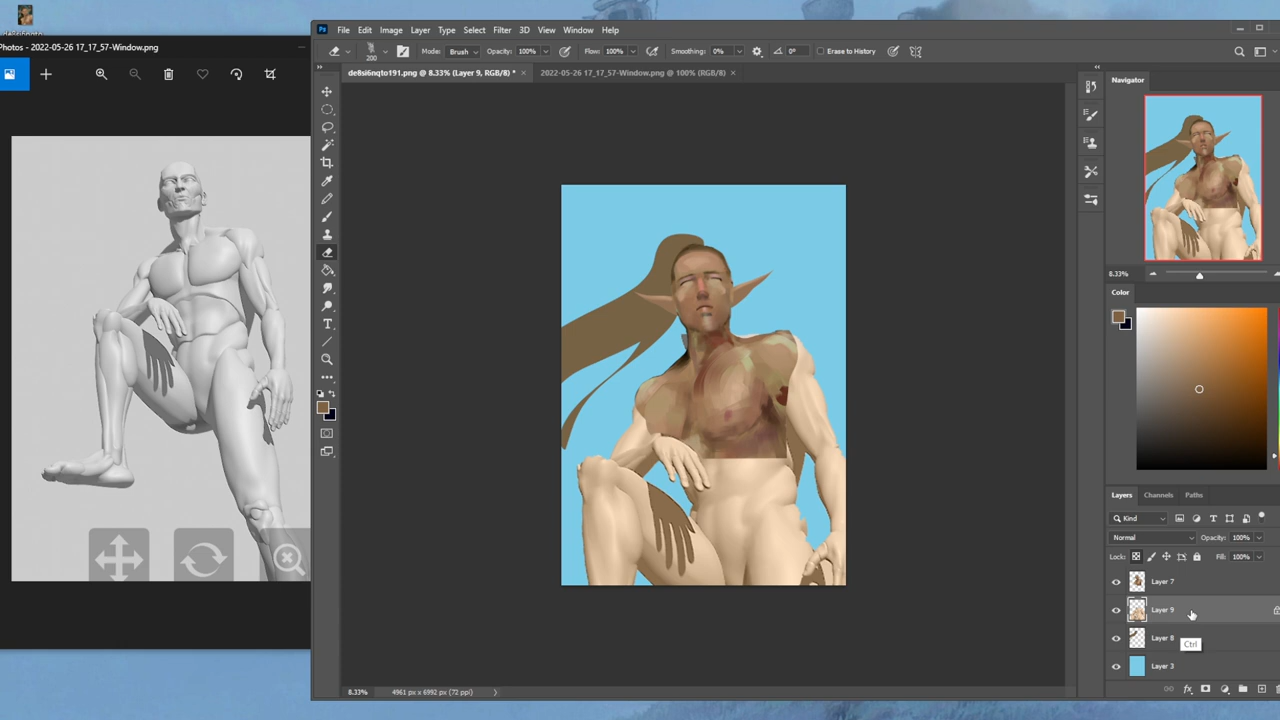 Photos - 2022-05-26 17_17_57-Window.png
Ps File Edit Image Layer Type Select Filter 3D View Window Help
200 Mode: Brush Opacity: 100% Flow: 100% Smoothing: 0% 0° Erase to History
de8si6nqto191.png @ 8.33% (Layer 9, RGB/8) * × 2022-05-26 17_17_57-Window.png @ 100% (RGB/8) ×
Navigator
8.33%
Color
Layers Channels Paths
Kind
Normal Opacity: 100%
Lock: Fill: 100%
Layer 7
Layer 9
Layer 8
Ctrl
Layer 3
8.33% 4961 px x 6992 px (72 ppi)